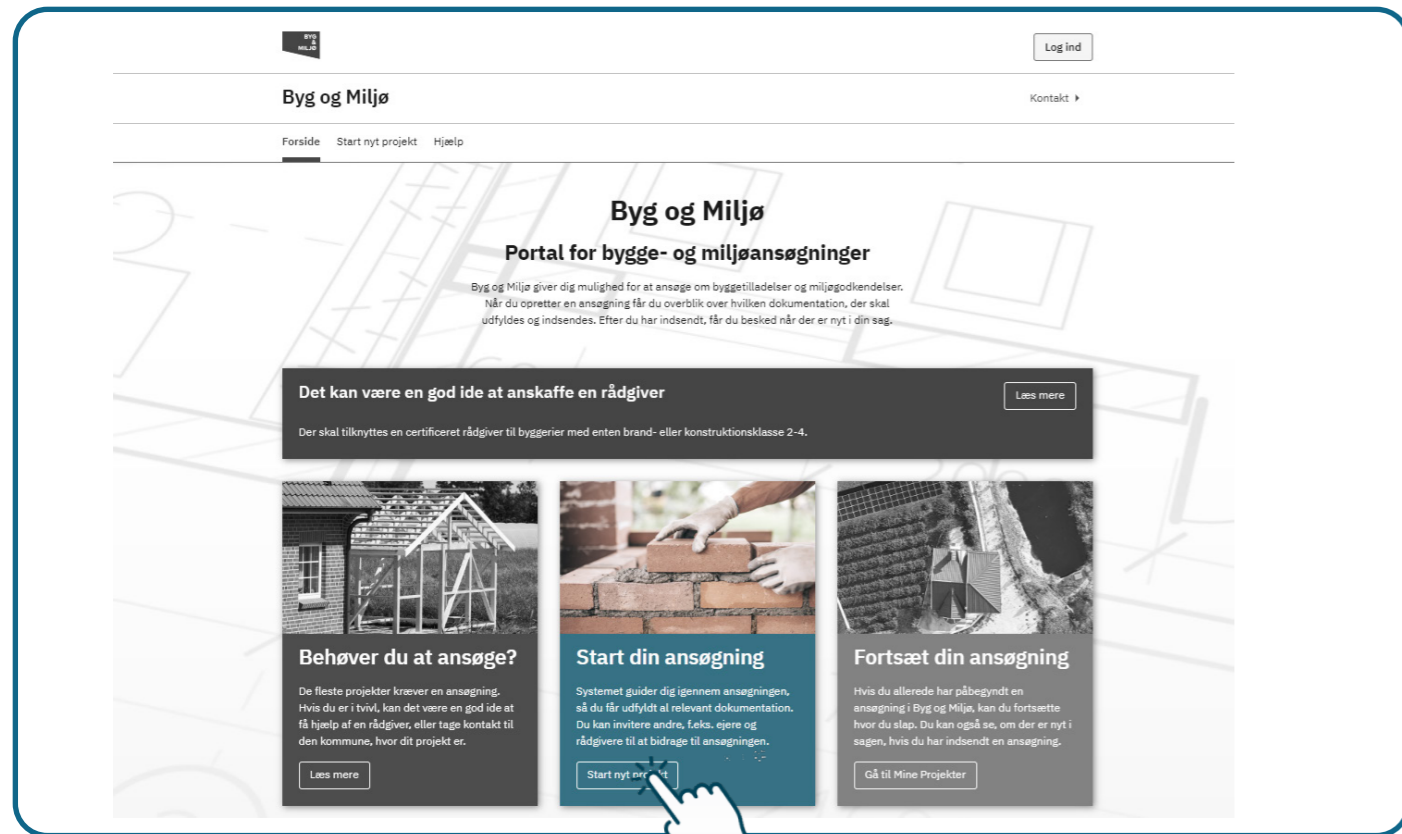 BYG
&
MILJØ
Log ind
Byg og Miljø
Kontakt
Forside Start nyt projekt Hjælp
Byg og Miljø
Portal for bygge- og miljøansøgninger
Byg og Miljø giver dig mulighed for at ansøge om byggetilladelser og miljøgodkendelser.
Når du opretter en ansøgning får du overblik over hvilken dokumentation, der skal
udfyldes og indsendes. Efter du har indsendt, får du besked når der er nyt i din sag.
Det kan være en god ide at anskaffe en rådgiver
Læs mere
Der skal tilknyttes en certificeret rådgiver til byggerier med enten brand- eller konstruktionsklasse 2-4.
Behøver du at ansøge?
De fleste projekter kræver en ansøgning.
Hvis du er i tvivl, kan det være en god ide at
få hjælp af en rådgiver, eller tage kontakt til
den kommune, hvor dit projekt er.
Læs mere
Start din ansøgning
Systemet guider dig igennem ansøgningen,
så du får udfyldt al relevant dokumentation.
Du kan invitere andre, f.eks. ejere og
rådgivere til at bidrage til ansøgningen.
Start nyt projekt
Fortsæt din ansøgning
Hvis du allerede har påbegyndt en
ansøgning i Byg og Miljø, kan du fortsætte
hvor du slap. Du kan også se, om der er nyt i
sagen, hvis du har indsendt en ansøgning.
Gå til Mine Projekter